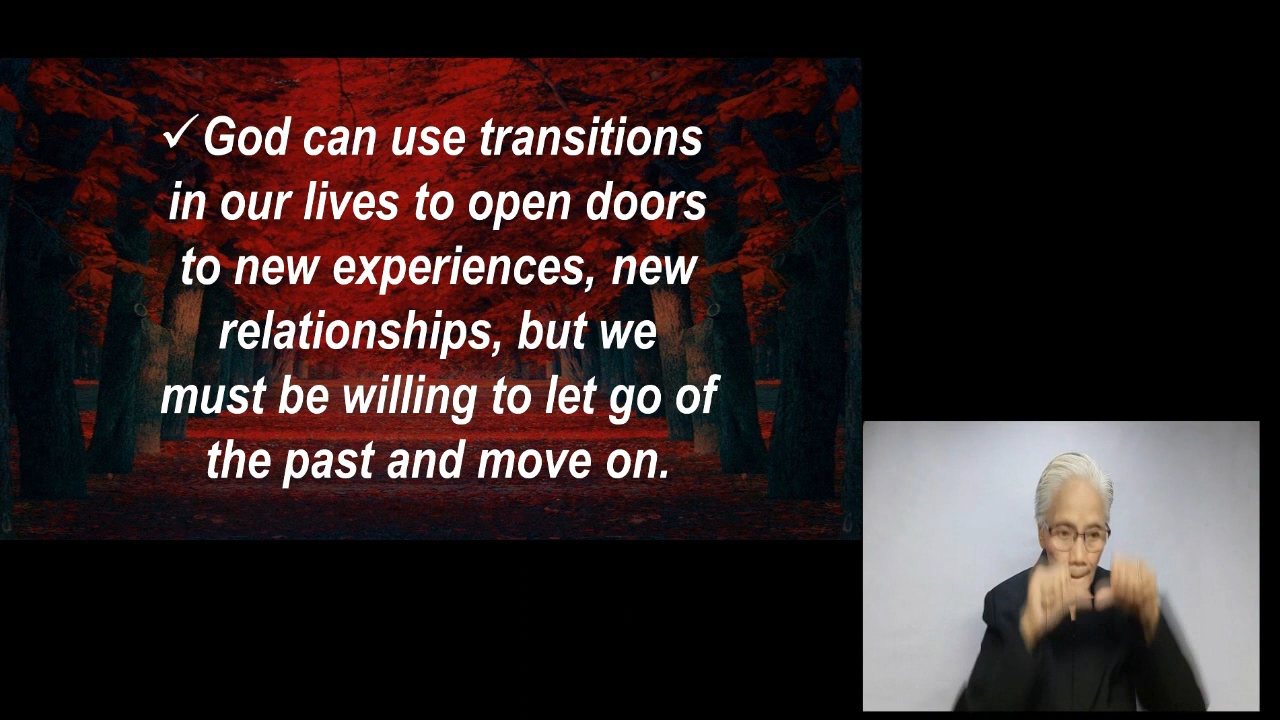 ✓God can use transitions
in our lives to open doors
to new experiences, new
relationships, but we
must be willing to let go of
the past and move on.